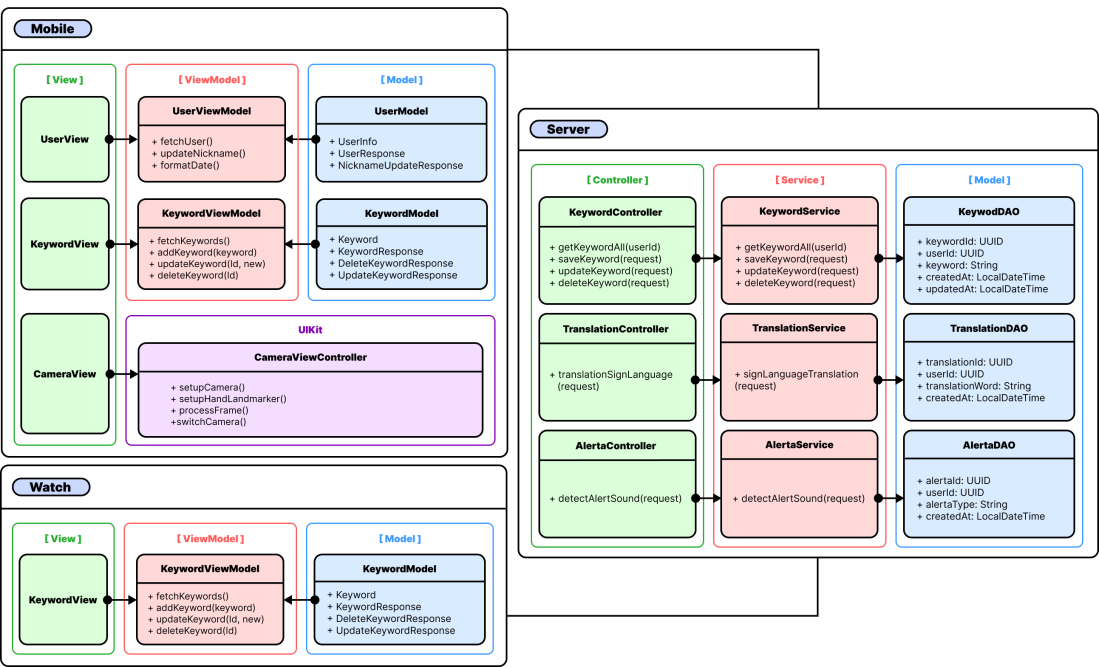 Mobile
[ View ]
[ ViewModel ]
[ Model ]
UserView
UserViewModel
+ fetchUser()
+ updateNickname()
+ formatDate()
UserModel
+ UserInfo
+ UserResponse
+ NicknameUpdateResponse
KeywordView
KeywordViewModel
+ fetchKeywords()
+ addKeyword(keyword)
+ updateKeyword(Id, new)
+ deleteKeyword(Id)
KeywordModel
+ Keyword
+ KeywordResponse
+ DeleteKeywordResponse
+ UpdateKeywordResponse
CameraView
UIKit
CameraViewController
+ setupCamera()
+ setupHandLandmarker()
+ processFrame()
+switchCamera()
Watch
[ View ]
[ ViewModel ]
[ Model ]
KeywordView
KeywordViewModel
+ fetchKeywords()
+ addKeyword(keyword)
+ updateKeyword(Id, new)
+ deleteKeyword(Id)
KeywordModel
+ Keyword
+ KeywordResponse
+ DeleteKeywordResponse
+ UpdateKeywordResponse
Server
[ Controller ]
[ Service ]
[ Model ]
KeywordController
+ getKeywordAll(userId)
+ saveKeyword(request)
+ updateKeyword(request)
+ deleteKeyword(request)
KeywordService
+ getKeywordAll(userId)
+ saveKeyword(request)
+ updateKeyword(request)
+ deleteKeyword(request)
KeywodDAO
+ keywordId: UUID
+ userId: UUID
+ keyword: String
+ createdAt: LocalDateTime
+ updatedAt: LocalDateTime
TranslationController
+ translationSignLanguage
(request)
TranslationService
+ signLanguageTranslation
(request)
TranslationDAO
+ translationId: UUID
+ userId: UUID
+ translationWord: String
+ createdAt: LocalDateTime
AlertaController
+ detectAlertSound(request)
AlertaService
+ detectAlertSound(request)
AlertaDAO
+ alertaId: UUID
+ userId: UUID
+ alertaType: String
+ createdAt: LocalDateTime